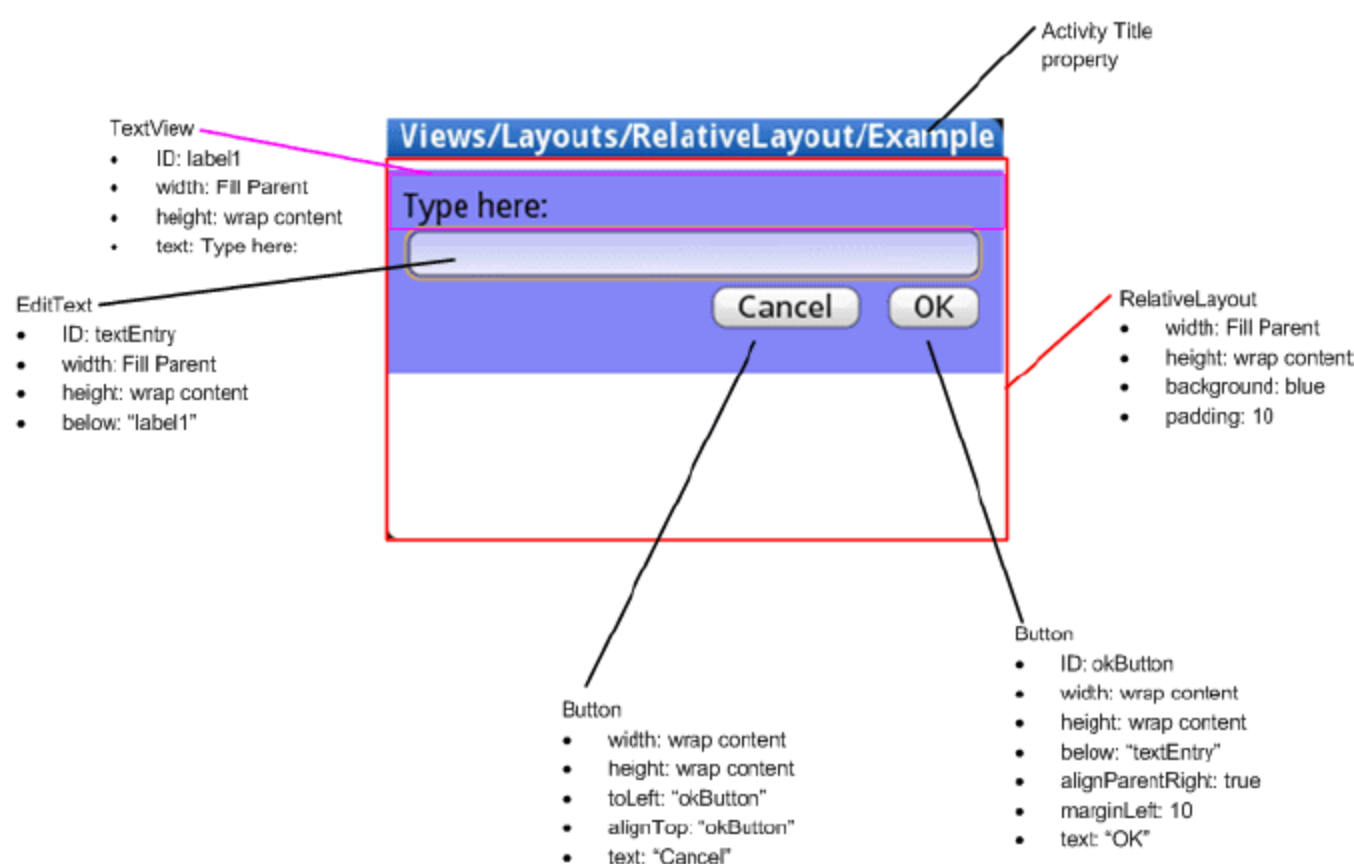 Activity Title
property
TextView
• ID: label1
• width: Fill Parent
• height: wrap content
• text: Type here:
Views/Layouts/RelativeLayout/Example
Type here:
Cancel
OK
EditText
• ID: textEntry
• width: Fill Parent
• height: wrap content
• below: “label1”
RelativeLayout
• width: Fill Parent
• height: wrap content
• background: blue
• padding: 10
Button
• width: wrap content
• height: wrap content
• toLeft: “okButton”
• alignTop: “okButton”
• text: “Cancel”
Button
• ID: okButton
• width: wrap content
• height: wrap content
• below: “textEntry”
• alignParentRight: true
• marginLeft: 10
• text: “OK”